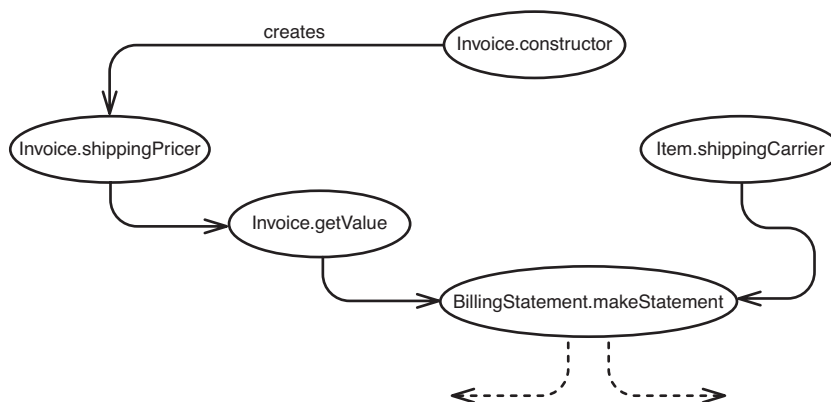 creates
Invoice.constructor
Invoice.shippingPricer
Item.shippingCarrier
Invoice.getValue
BillingStatement.makeStatement